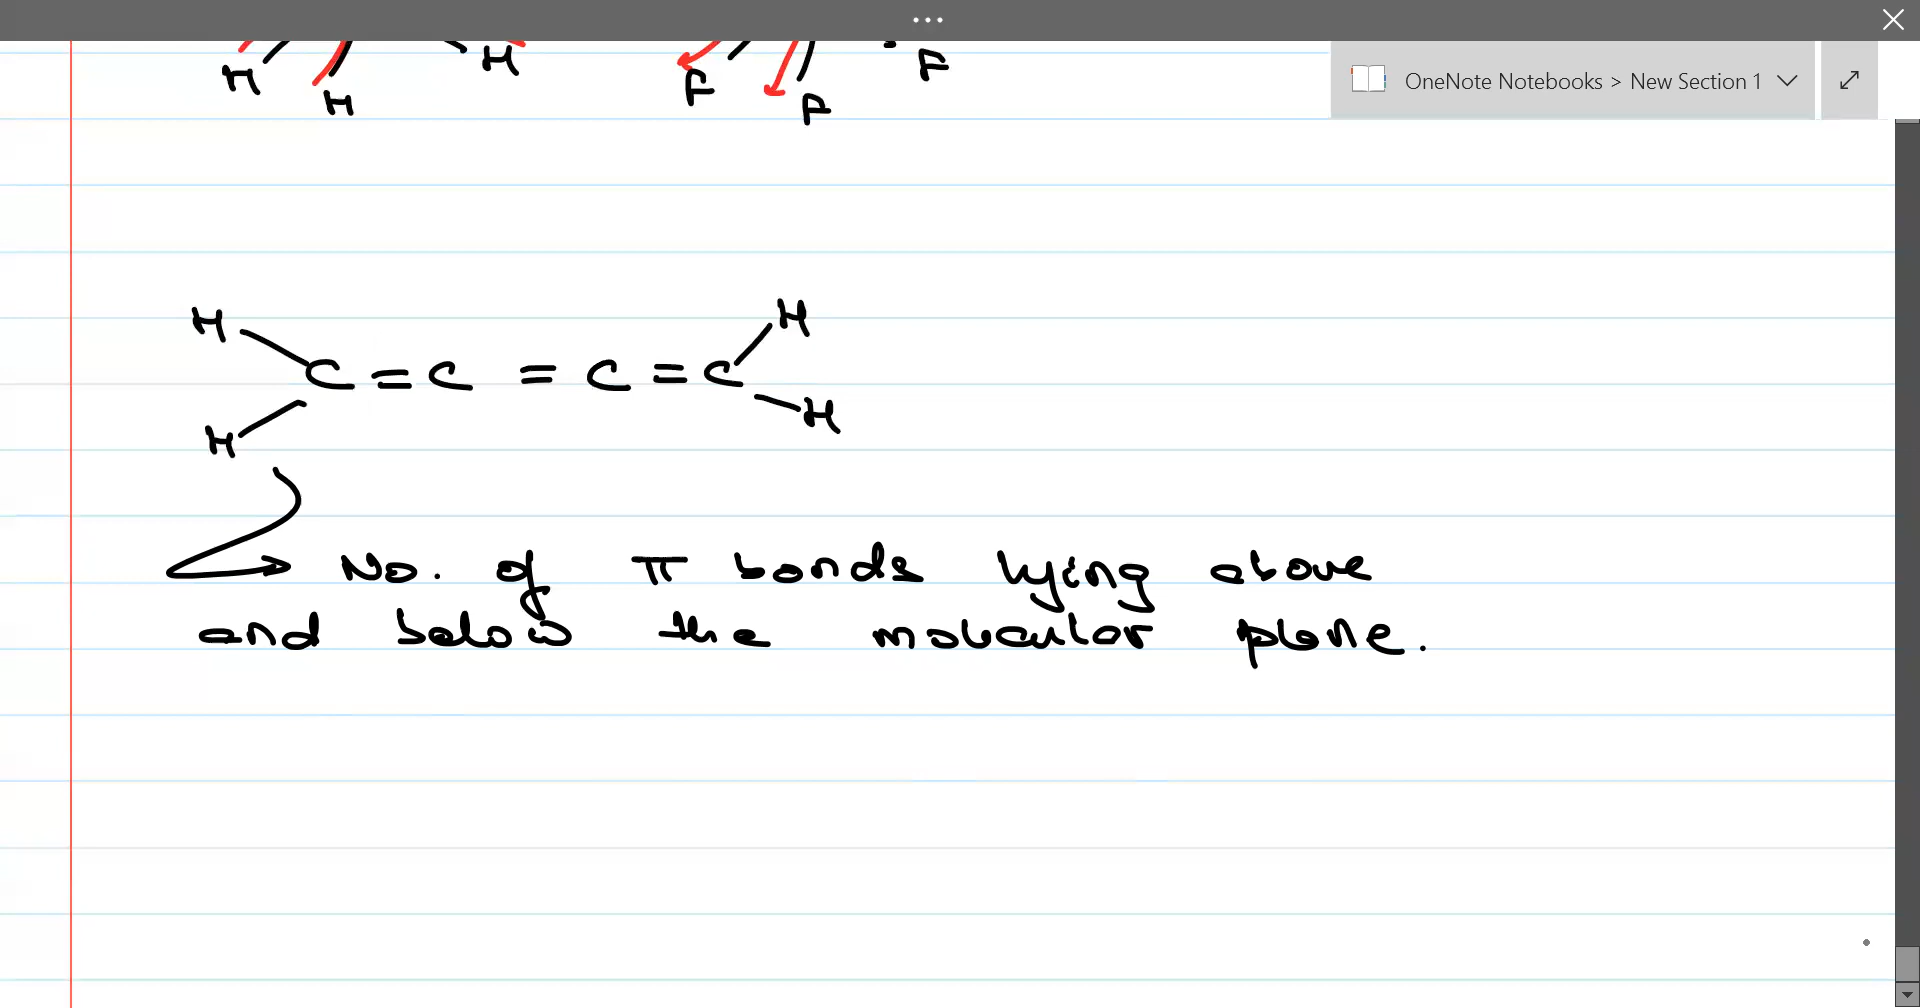 ...
H H H F F F
OneNote Notebooks > New Section 1
H H
C = C = C = C
H H
No. of π bonds lying above
and below the molecular plane.